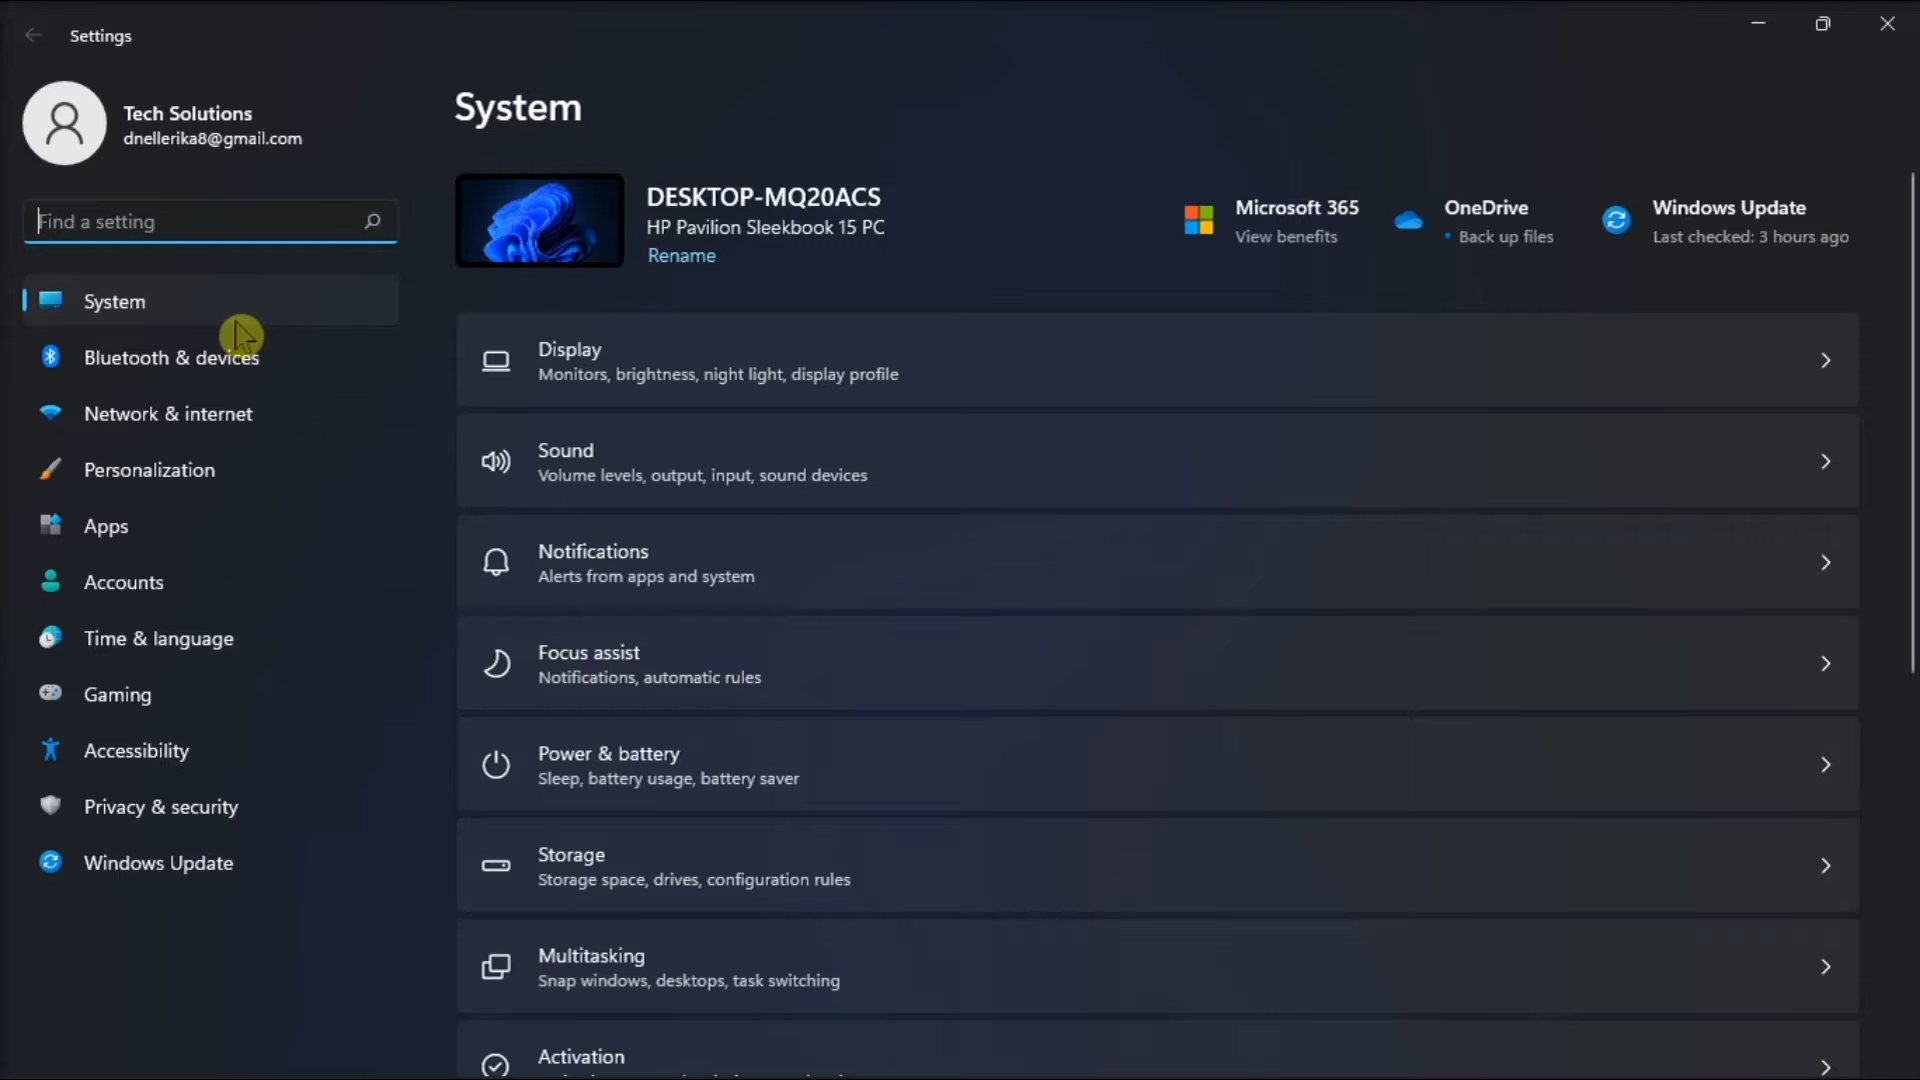 Settings
Tech Solutions
dnellerika8@gmail.com
Find a setting
System
Bluetooth & devices
Network & internet
Personalization
Apps
Accounts
Time & language
Gaming
Accessibility
Privacy & security
Windows Update
System
DESKTOP-MQ20ACS
HP Pavilion Sleekbook 15 PC
Rename
Microsoft 365
View benefits
OneDrive
• Back up files
Windows Update
Last checked: 3 hours ago
Display
Monitors, brightness, night light, display profile
Sound
Volume levels, output, input, sound devices
Notifications
Alerts from apps and system
Focus assist
Notifications, automatic rules
Power & battery
Sleep, battery usage, battery saver
Storage
Storage space, drives, configuration rules
Multitasking
Snap windows, desktops, task switching
Activation